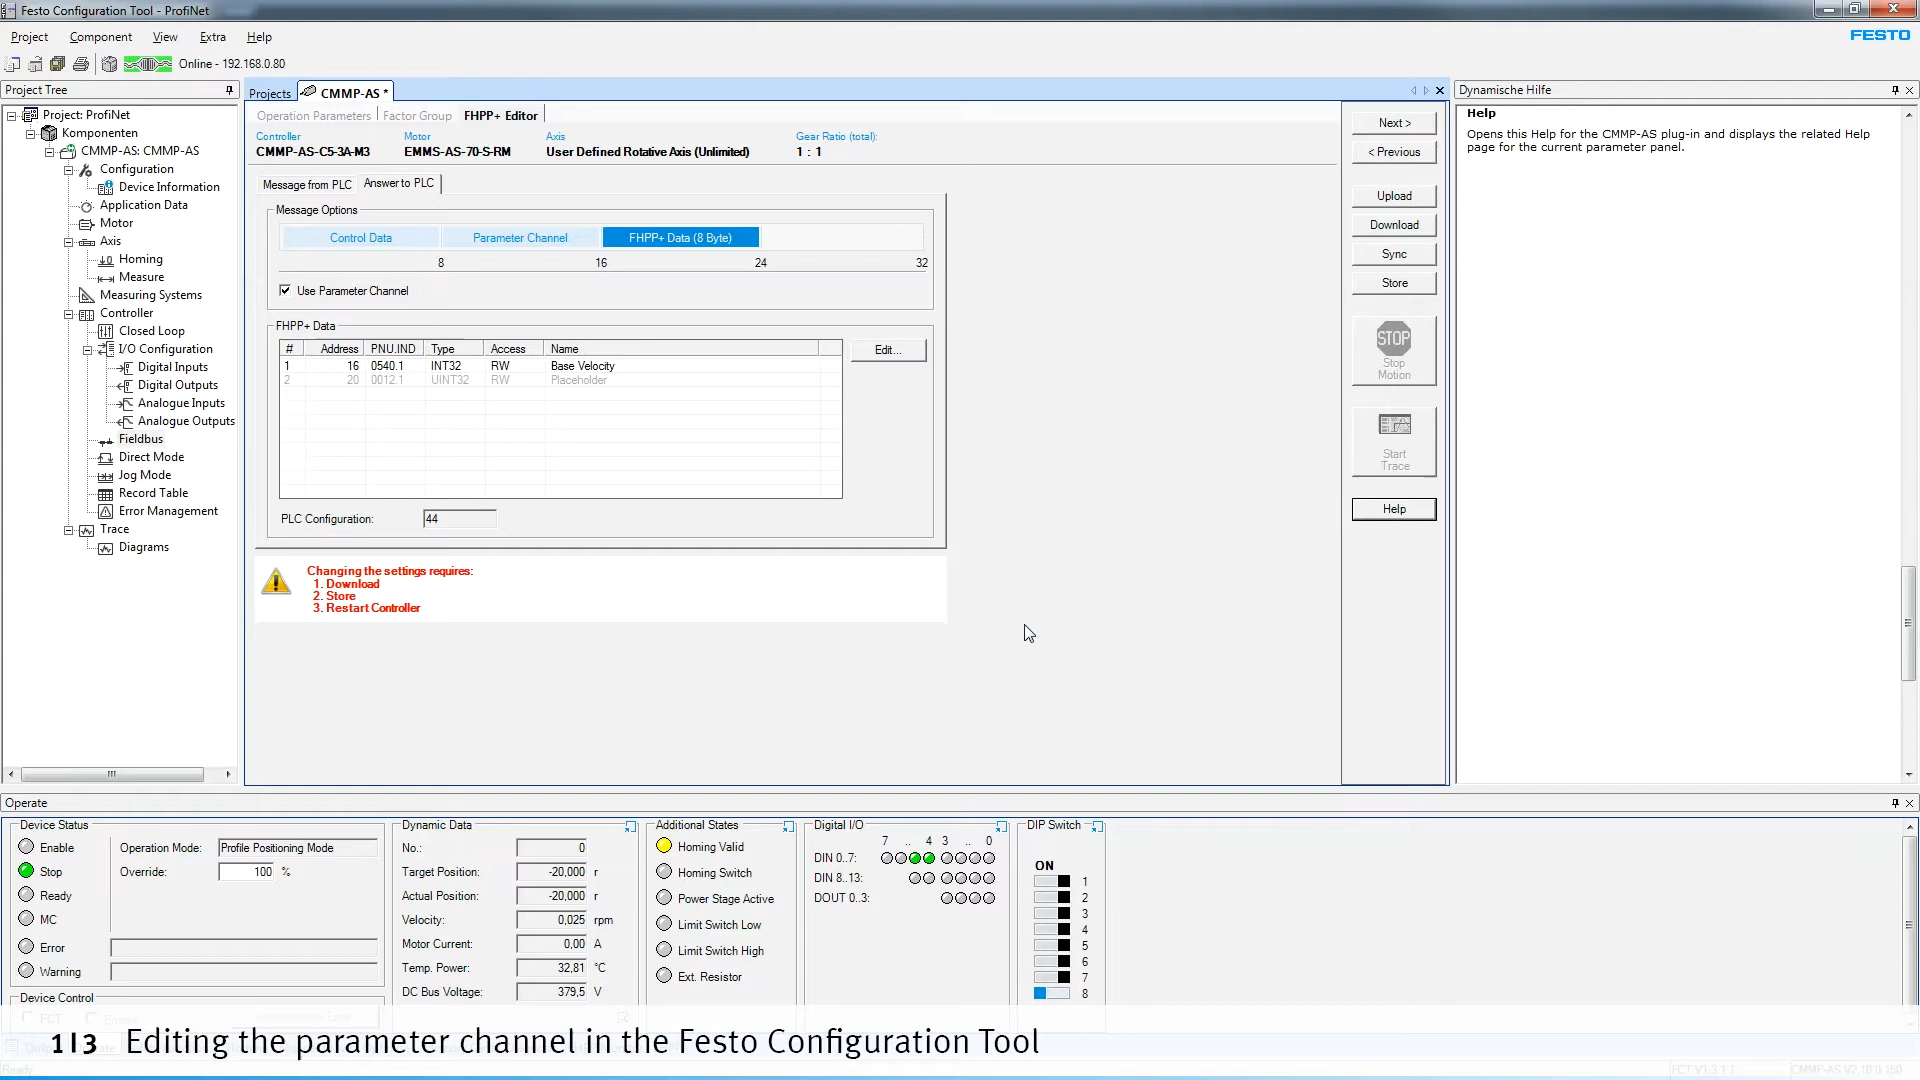 Festo Configuration Tool - ProfiNet
Project Component View Extra Help
FESTO
Online - 192.168.0.80
Project Tree
Project: ProfiNet
Komponenten
CMMP-AS: CMMP-AS
Configuration
Device Information
Application Data
Motor
Axis
Homing
Measure
Measuring Systems
Controller
Closed Loop
I/O Configuration
Digital Inputs
Digital Outputs
Analogue Inputs
Analogue Outputs
Fieldbus
Direct Mode
Jog Mode
Record Table
Error Management
Trace
Diagrams
Projects CMMP-AS *
Operation Parameters Factor Group FHPP+ Editor
Controller Motor Axis Gear Ratio (total):
CMMP-AS-C5-3A-M3 EMMS-AS-70-S-RM User Defined Rotative Axis (Unlimited) 1 : 1
Message from PLC Answer to PLC
Message Options
Control Data Parameter Channel FHPP+ Data (8 Byte)
8 16 24 32
Use Parameter Channel
FHPP+ Data
# Address PNU.IND Type Access Name
1 16 0540.1 INT32 RW Base Velocity
2 20 0012.1 UINT32 RW Placeholder
Edit...
PLC Configuration: 44
Changing the settings requires:
1. Download
2. Store
3. Restart Controller
Next >
< Previous
Upload
Download
Sync
Store
STOP
Stop
Motion
Start
Trace
Help
Dynamische Hilfe
Help
Opens this Help for the CMMP-AS plug-in and displays the related Help
page for the current parameter panel.
Operate
Device Status
Enable
Stop
Ready
MC
Error
Warning
Operation Mode: Profile Positioning Mode
Override: 100 %
Device Control
FCT
Dynamic Data
No.: 0
Target Position: -20,000 r
Actual Position: -20,000 r
Velocity: 0,025 rpm
Motor Current: 0,00 A
Temp. Power: 32,81 °C
DC Bus Voltage: 379,5 V
Additional States
Homing Valid
Homing Switch
Power Stage Active
Limit Switch Low
Limit Switch High
Ext. Resistor
Digital I/O
7 .. 4 3 .. 0
DIN 0..7:
DIN 8..13:
DOUT 0..3:
DIP Switch
ON
1
2
3
4
5
6
7
8
1|3 Editing the parameter channel in the Festo Configuration Tool
Ready